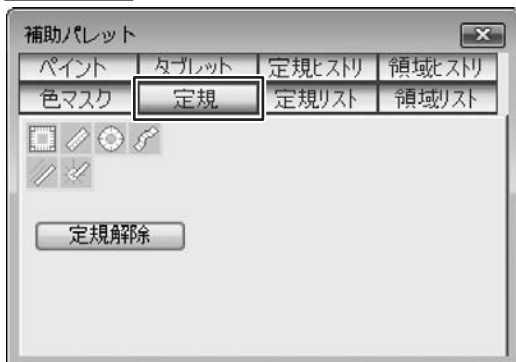 補助パレット
ペイント タブレット 定規ヒストリ 領域ヒストリ
色マスク 定規 定規リスト 領域リスト
定規解除